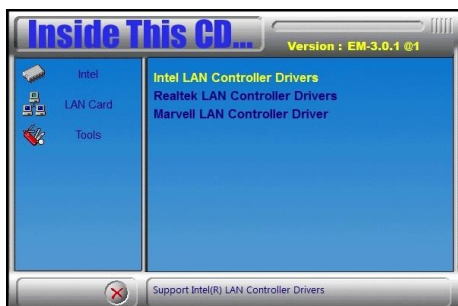 Inside This CD...
Version : EM-3.0.1 @1
Intel
LAN Card
Tools
Intel LAN Controller Drivers
Realtek LAN Controller Drivers
Marvell LAN Controller Driver
Support Intel(R) LAN Controller Drivers